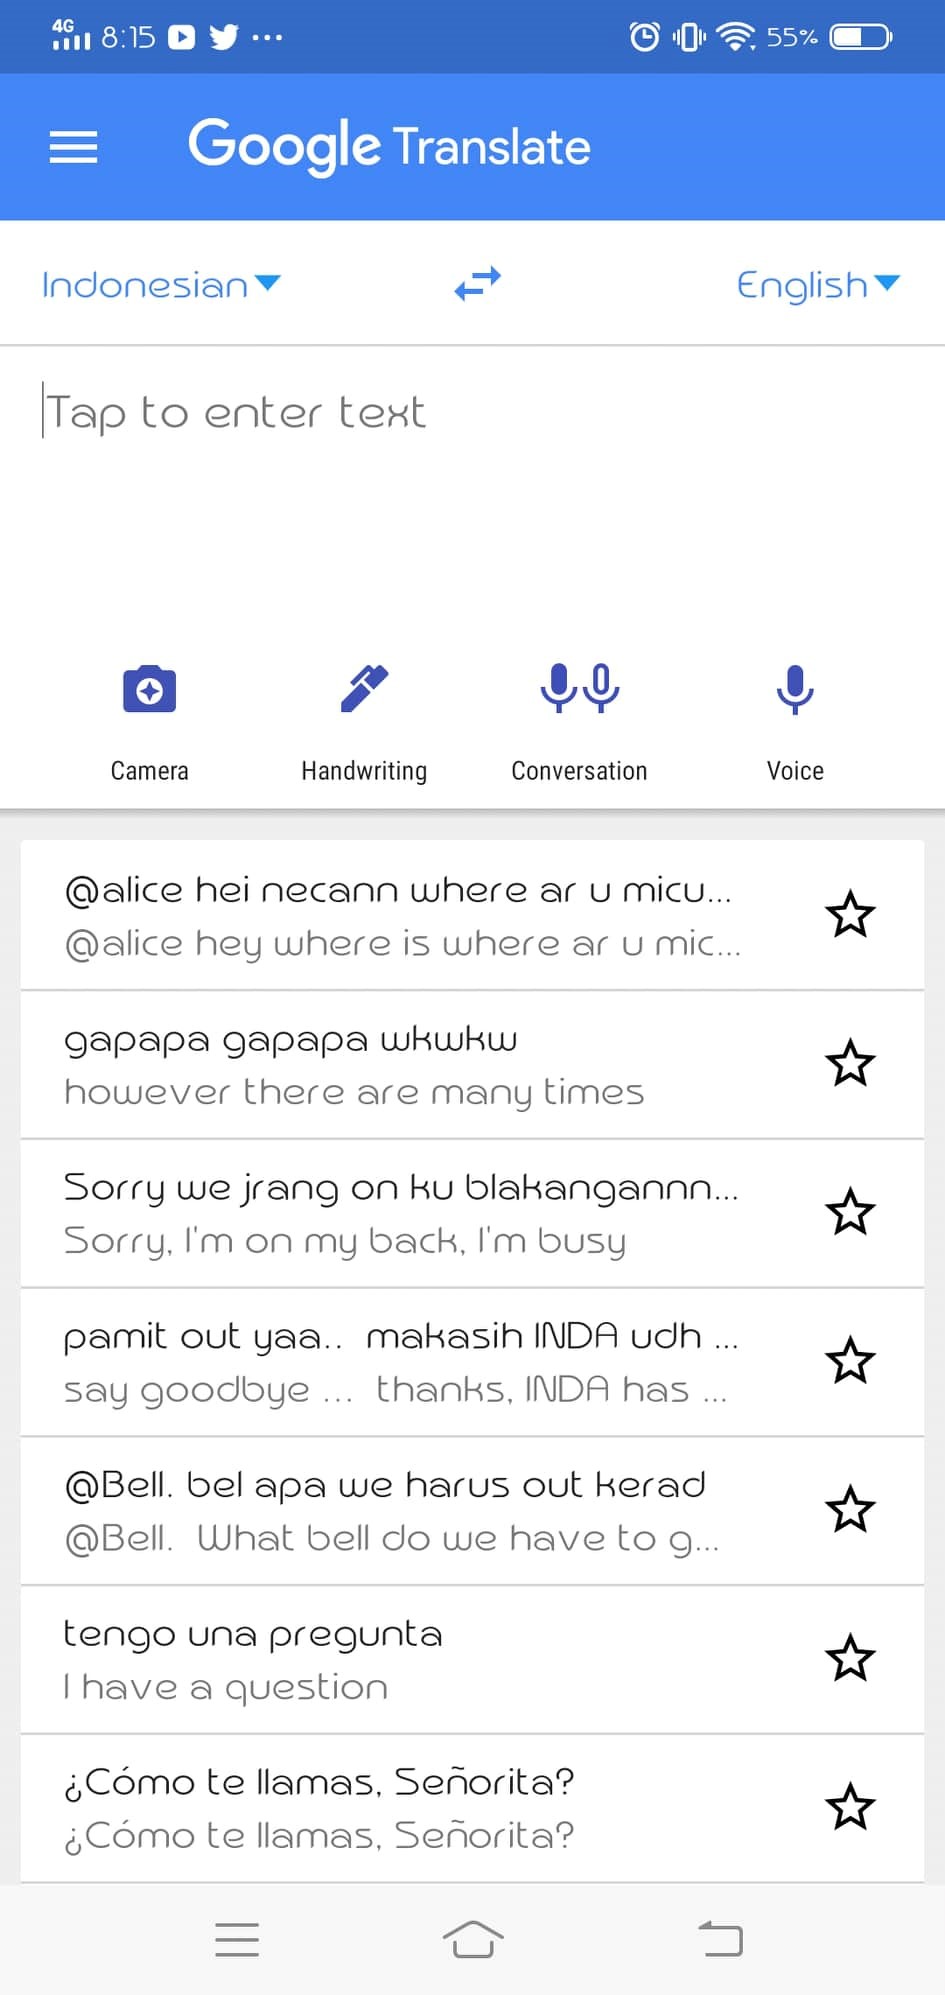 4G 8:15 55%
Google Translate
Indonesian English
Tap to enter text
Camera Handwriting Conversation Voice
@alice hei necann where ar u micu...
@alice hey where is where ar u mic...
gapapa gapapa wkwkw
however there are many times
Sorry we jrang on ku blakangannn...
Sorry, I'm on my back, I'm busy
pamit out yaa.. makasih INDA udh ...
say goodbye ... thanks, INDA has ...
@Bell. bel apa we harus out kerad
@Bell. What bell do we have to g...
tengo una pregunta
I have a question
¿Cómo te llamas, Señorita?
¿Cómo te llamas, Señorita?